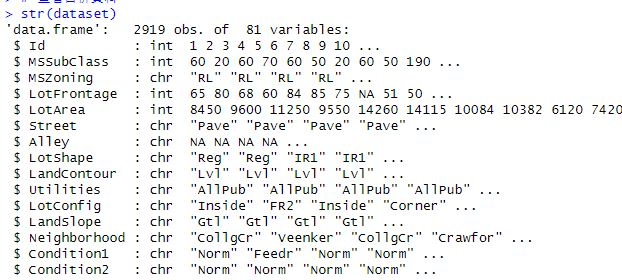 > str(dataset)
'data.frame':   2919 obs. of  81 variables:
 $ Id           : int  1 2 3 4 5 6 7 8 9 10 ...
 $ MSSubClass   : int  60 20 60 70 60 50 20 60 50 190 ...
 $ MSZoning     : chr  "RL" "RL" "RL" "RL" ...
 $ LotFrontage  : int  65 80 68 60 84 85 75 NA 51 50 ...
 $ LotArea      : int  8450 9600 11250 9550 14260 14115 10084 10382 6120 7420
 $ Street       : chr  "Pave" "Pave" "Pave" "Pave" ...
 $ Alley        : chr  NA NA NA NA ...
 $ LotShape     : chr  "Reg" "Reg" "IR1" "IR1" ...
 $ LandContour  : chr  "Lvl" "Lvl" "Lvl" "Lvl" ...
 $ Utilities    : chr  "AllPub" "AllPub" "AllPub" "AllPub" ...
 $ LotConfig    : chr  "Inside" "FR2" "Inside" "Corner" ...
 $ LandSlope    : chr  "Gtl" "Gtl" "Gtl" "Gtl" ...
 $ Neighborhood : chr  "CollgCr" "Veenker" "CollgCr" "Crawfor" ...
 $ Condition1   : chr  "Norm" "Feedr" "Norm" "Norm" ...
 $ Condition2   : chr  "Norm" "Norm" "Norm" "Norm" ...